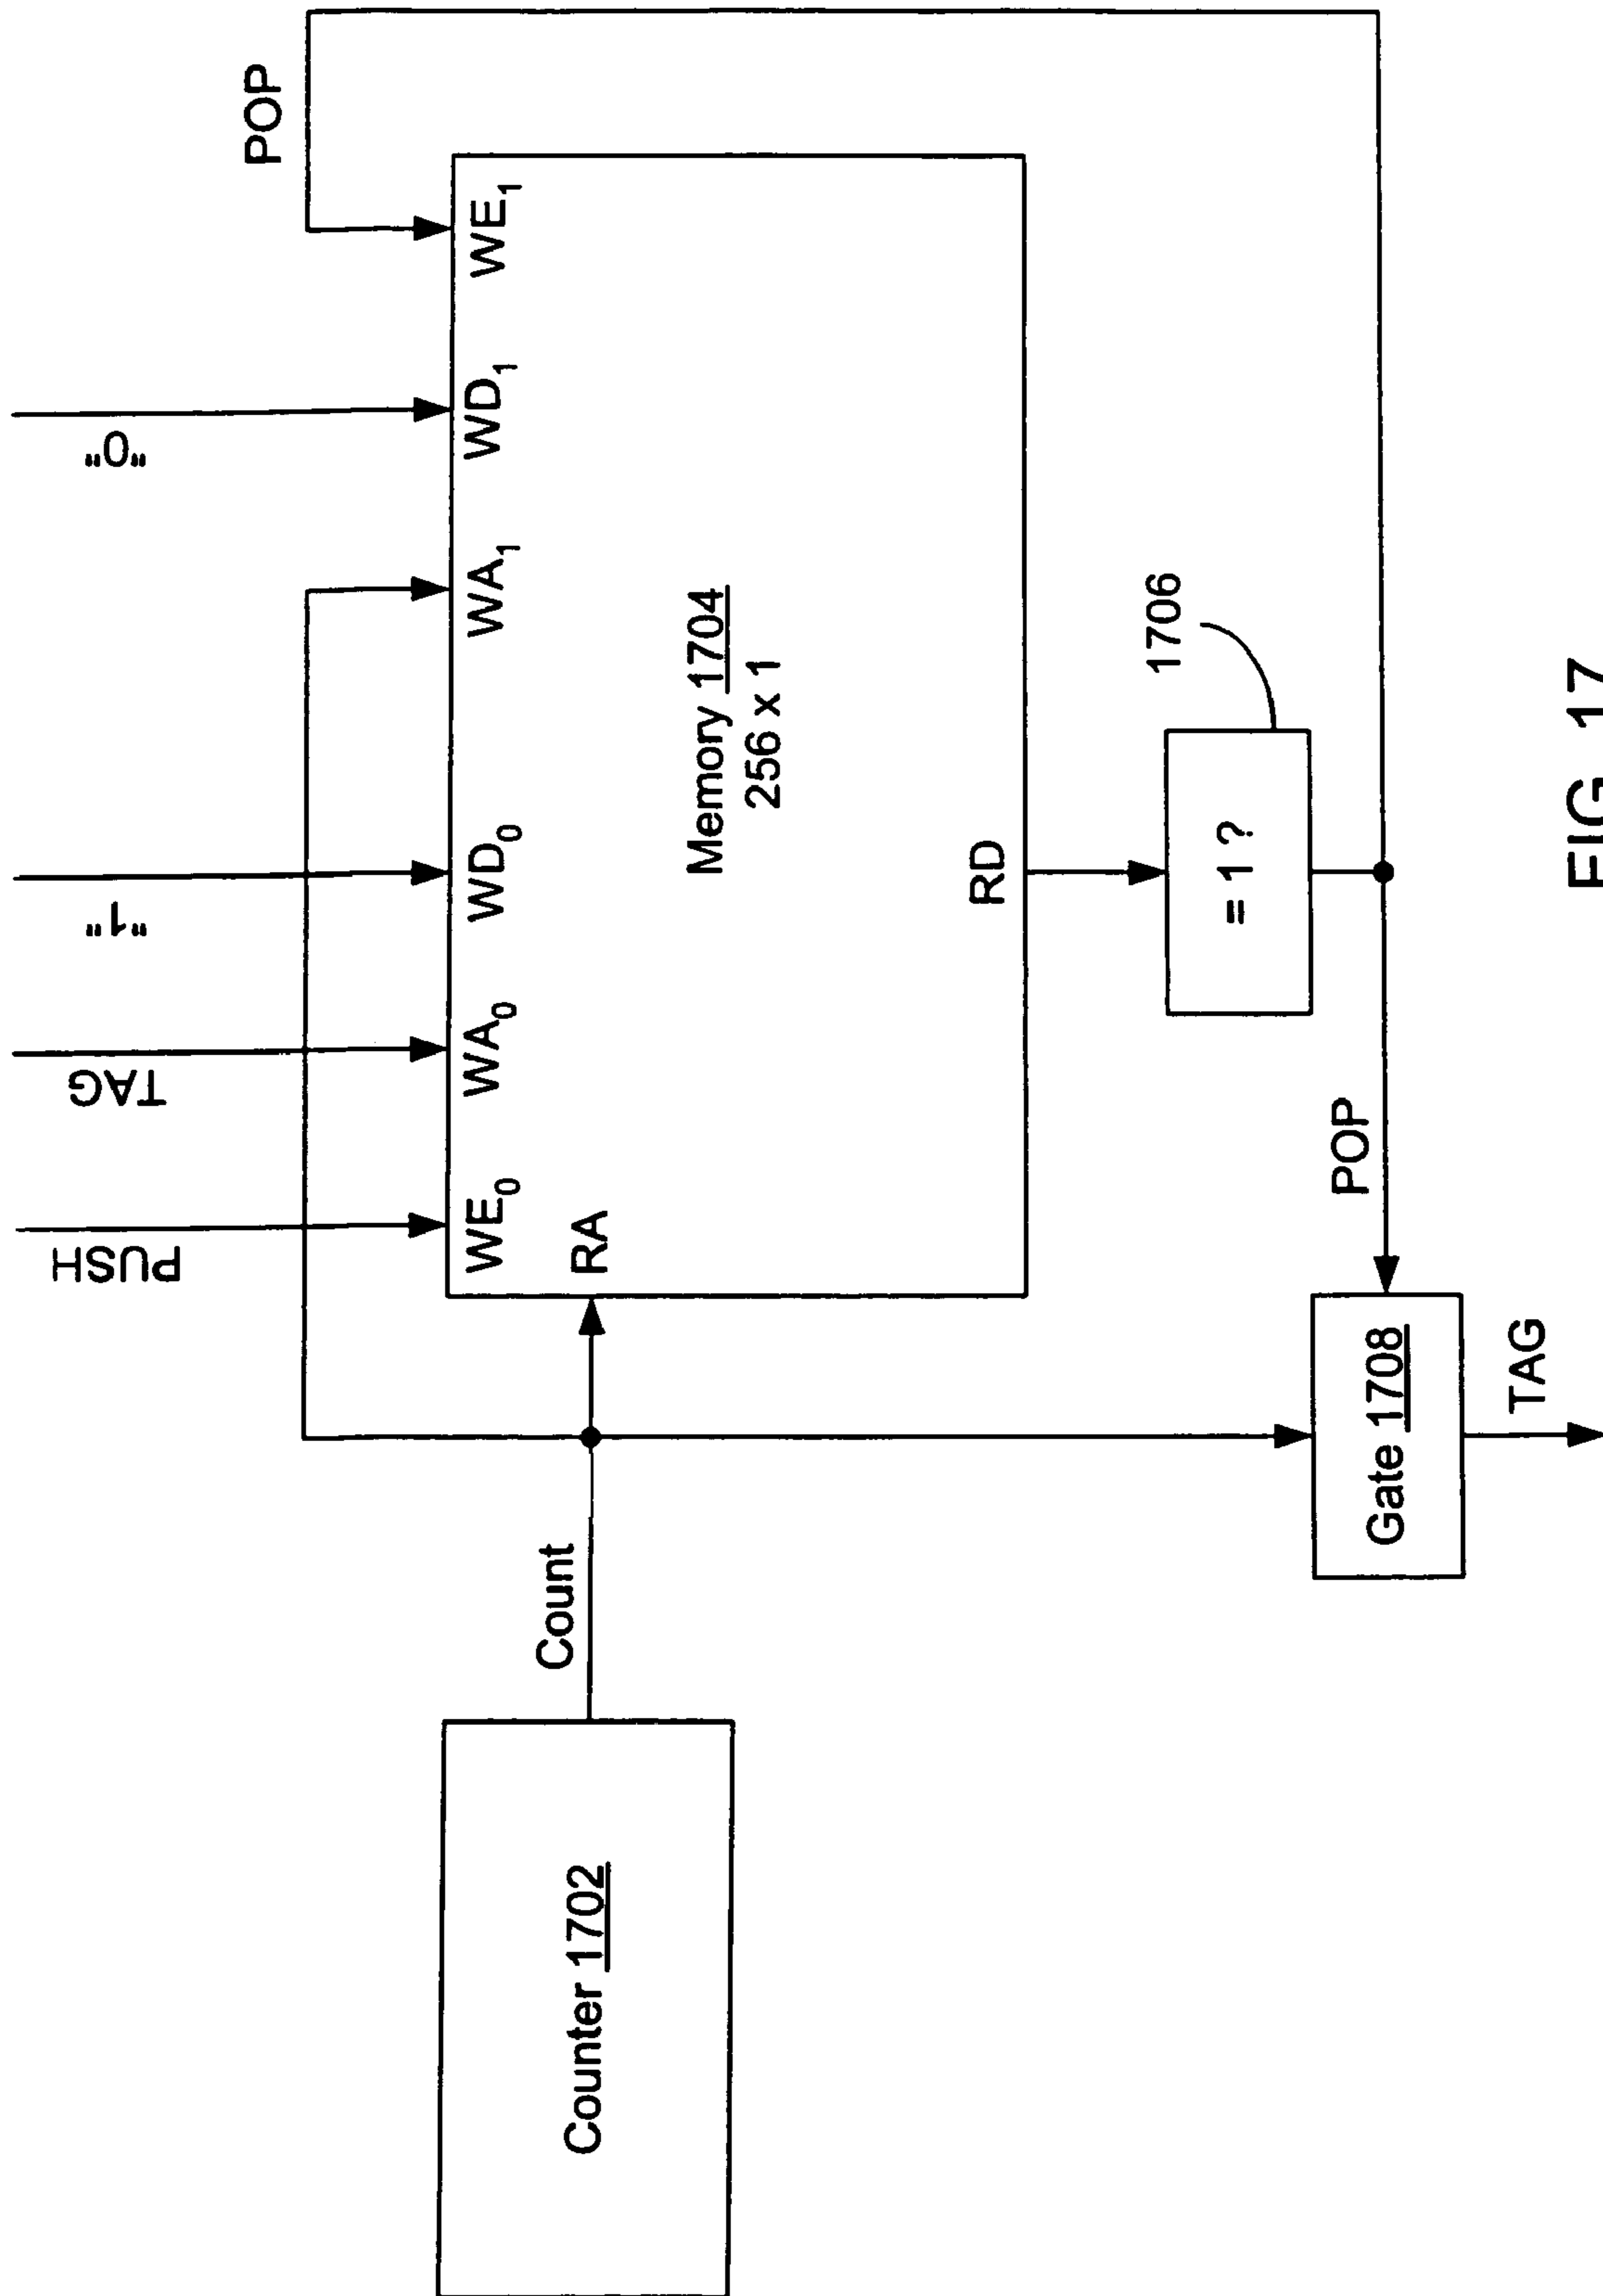 PUSH
TAG
"1"
"0"
POP
WE0
WA0
WD0
WA1
WD1
WE1
RA
Count
Counter 1702
Memory 1704
256 x 1
RD
= 1 ?
1706
POP
Gate 1708
TAG
FIG. 17